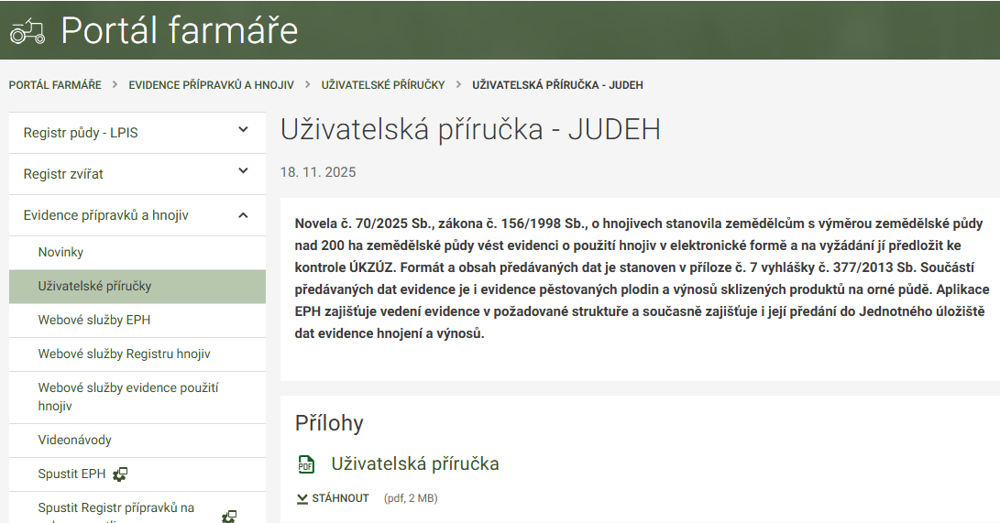 Portál farmáře
PORTÁL FARMÁŘE > EVIDENCE PŘÍPRAVKŮ A HNOJIV > UŽIVATELSKÉ PŘÍRUČKY > UŽIVATELSKÁ PŘÍRUČKA - JUDEH
Registr půdy - LPIS
Registr zvířat
Evidence přípravků a hnojiv
Novinky
Uživatelské příručky
Webové služby EPH
Webové služby Registru hnojiv
Webové služby evidence použití
hnojiv
Videonávody
Spustit EPH
Spustit Registr přípravků na
Uživatelská příručka - JUDEH
18. 11. 2025
Novela č. 70/2025 Sb., zákona č. 156/1998 Sb., o hnojivech stanovila zemědělcům s výměrou zemědělské půdy
nad 200 ha zemědělské půdy vést evidenci o použití hnojiv v elektronické formě a na vyžádání jí předložit ke
kontrole ÚKZÚZ. Formát a obsah předávaných dat je stanoven v příloze č. 7 vyhlášky č. 377/2013 Sb. Součástí
předávaných dat evidence je i evidence pěstovaných plodin a výnosů sklizených produktů na orné půdě. Aplikace
EPH zajišťuje vedení evidence v požadované struktuře a současně zajišťuje i její předání do Jednotného úložiště
dat evidence hnojení a výnosů.
Přílohy
PDF
Uživatelská příručka
STÁHNOUT (pdf, 2 MB)